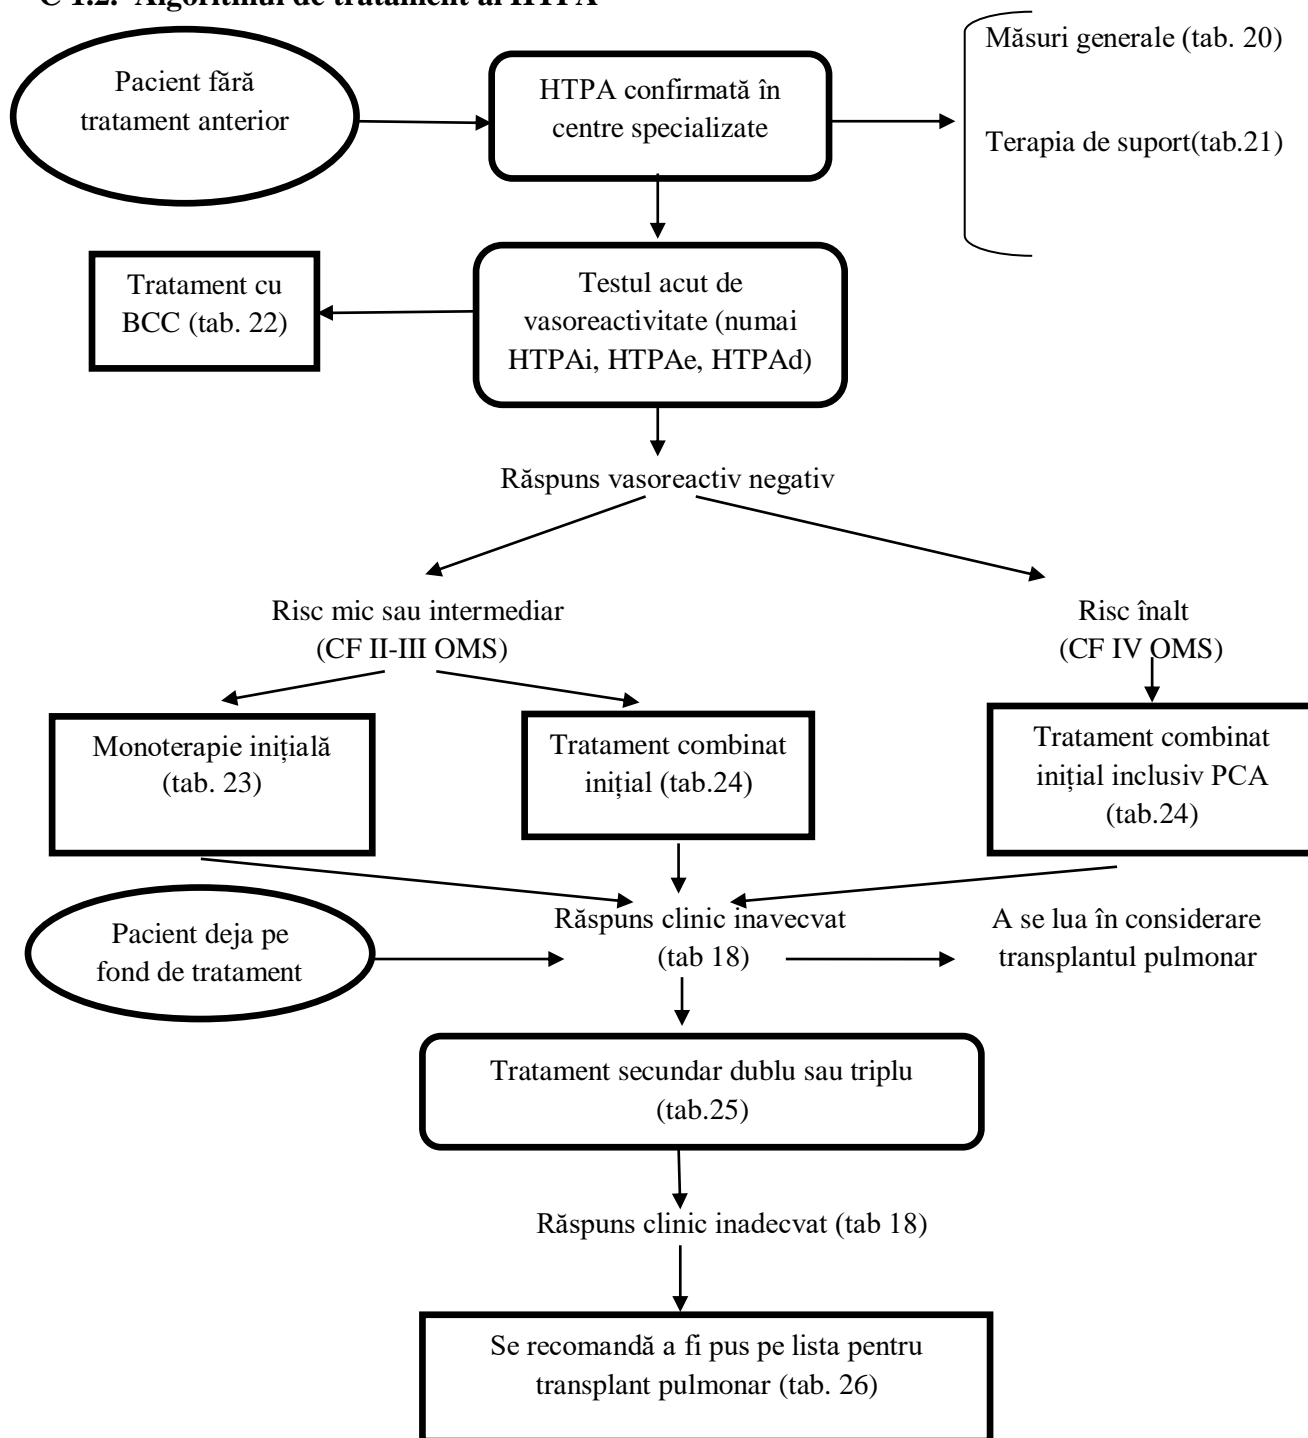 C 1.2. Algoritmul de tratament al HTPA
Pacient fără
tratament anterior
HTPA confirmată în
centre specializate
Măsuri generale (tab. 20)
Terapia de suport(tab.21)
Tratament cu
BCC (tab. 22)
Testul acut de
vasoreactivitate (numai
HTPAi, HTPAe, HTPAd)
Răspuns vasoreactiv negativ
Risc mic sau intermediar
(CF II-III OMS)
Risc înalt
(CF IV OMS)
Monoterapie inițială
(tab. 23)
Tratament combinat
inițial (tab.24)
Tratament combinat
inițial inclusiv PCA
(tab.24)
Pacient deja pe
fond de tratament
Răspuns clinic inavecvat
(tab 18)
A se lua în considerare
transplantul pulmonar
Tratament secundar dublu sau triplu
(tab.25)
Răspuns clinic inadecvat (tab 18)
Se recomandă a fi pus pe lista pentru
transplant pulmonar (tab. 26)